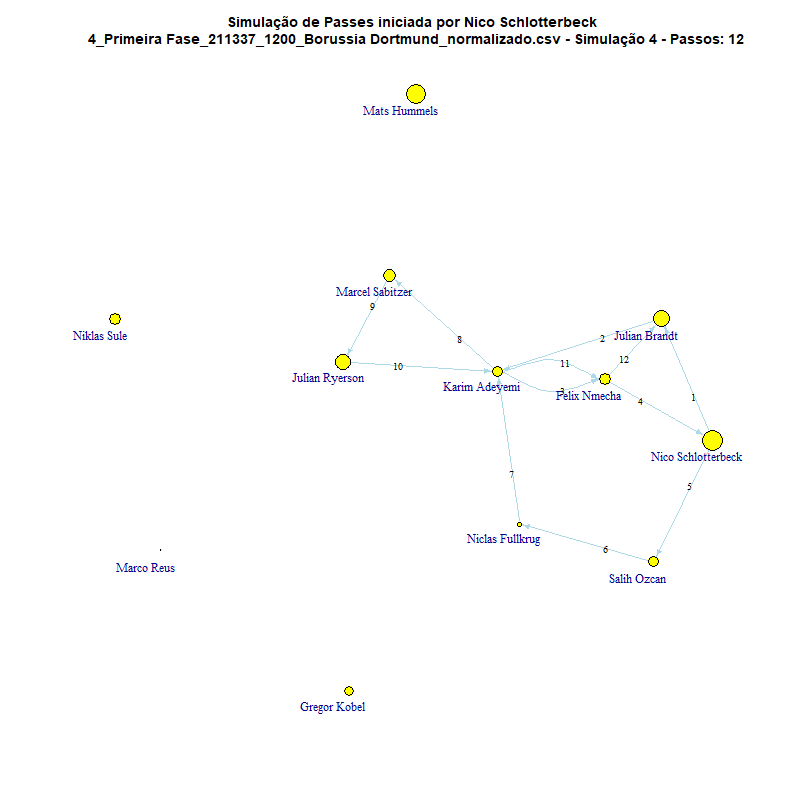 Simulação de Passes iniciada por Nico Schlotterbeck
4_Primeira Fase_211337_1200_Borussia Dortmund_normalizado.csv - Simulação 4 - Passos: 12
Mats Hummels
Marcel Sabitzer
9
Niklas Sule
Julian Brandt
8
2
Julian Ryerson
10
11
12
Karim Adeyemi
3
Felix Nmecha
4
1
Nico Schlotterbeck
7
5
Niclas Fullkrug
6
Marco Reus
Salih Ozcan
Gregor Kobel